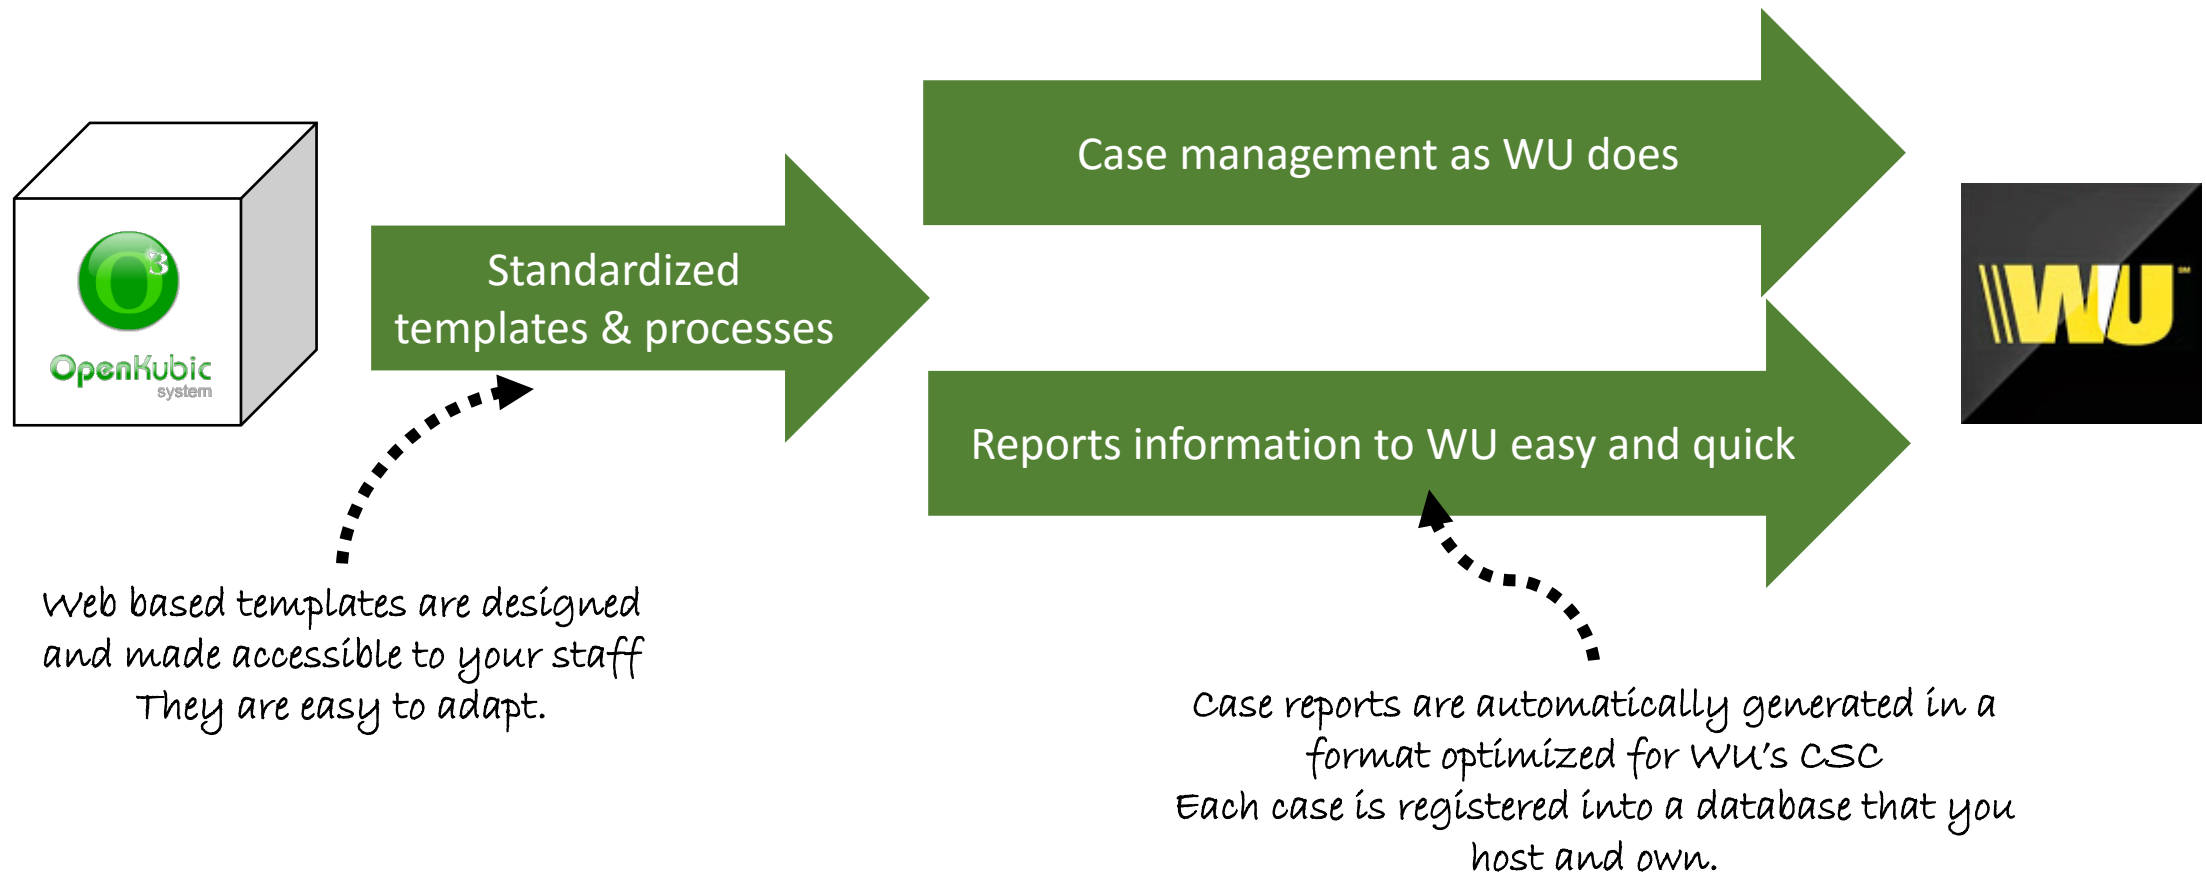 O3
OpenKubic
system
Standardized
templates & processes
Case management as WU does
Reports information to WU easy and quick
WU
SM
Web based templates are designed
and made accessible to your staff
They are easy to adapt.
Case reports are automatically generated in a
format optimized for WU's CSC
Each case is registered into a database that you
host and own.